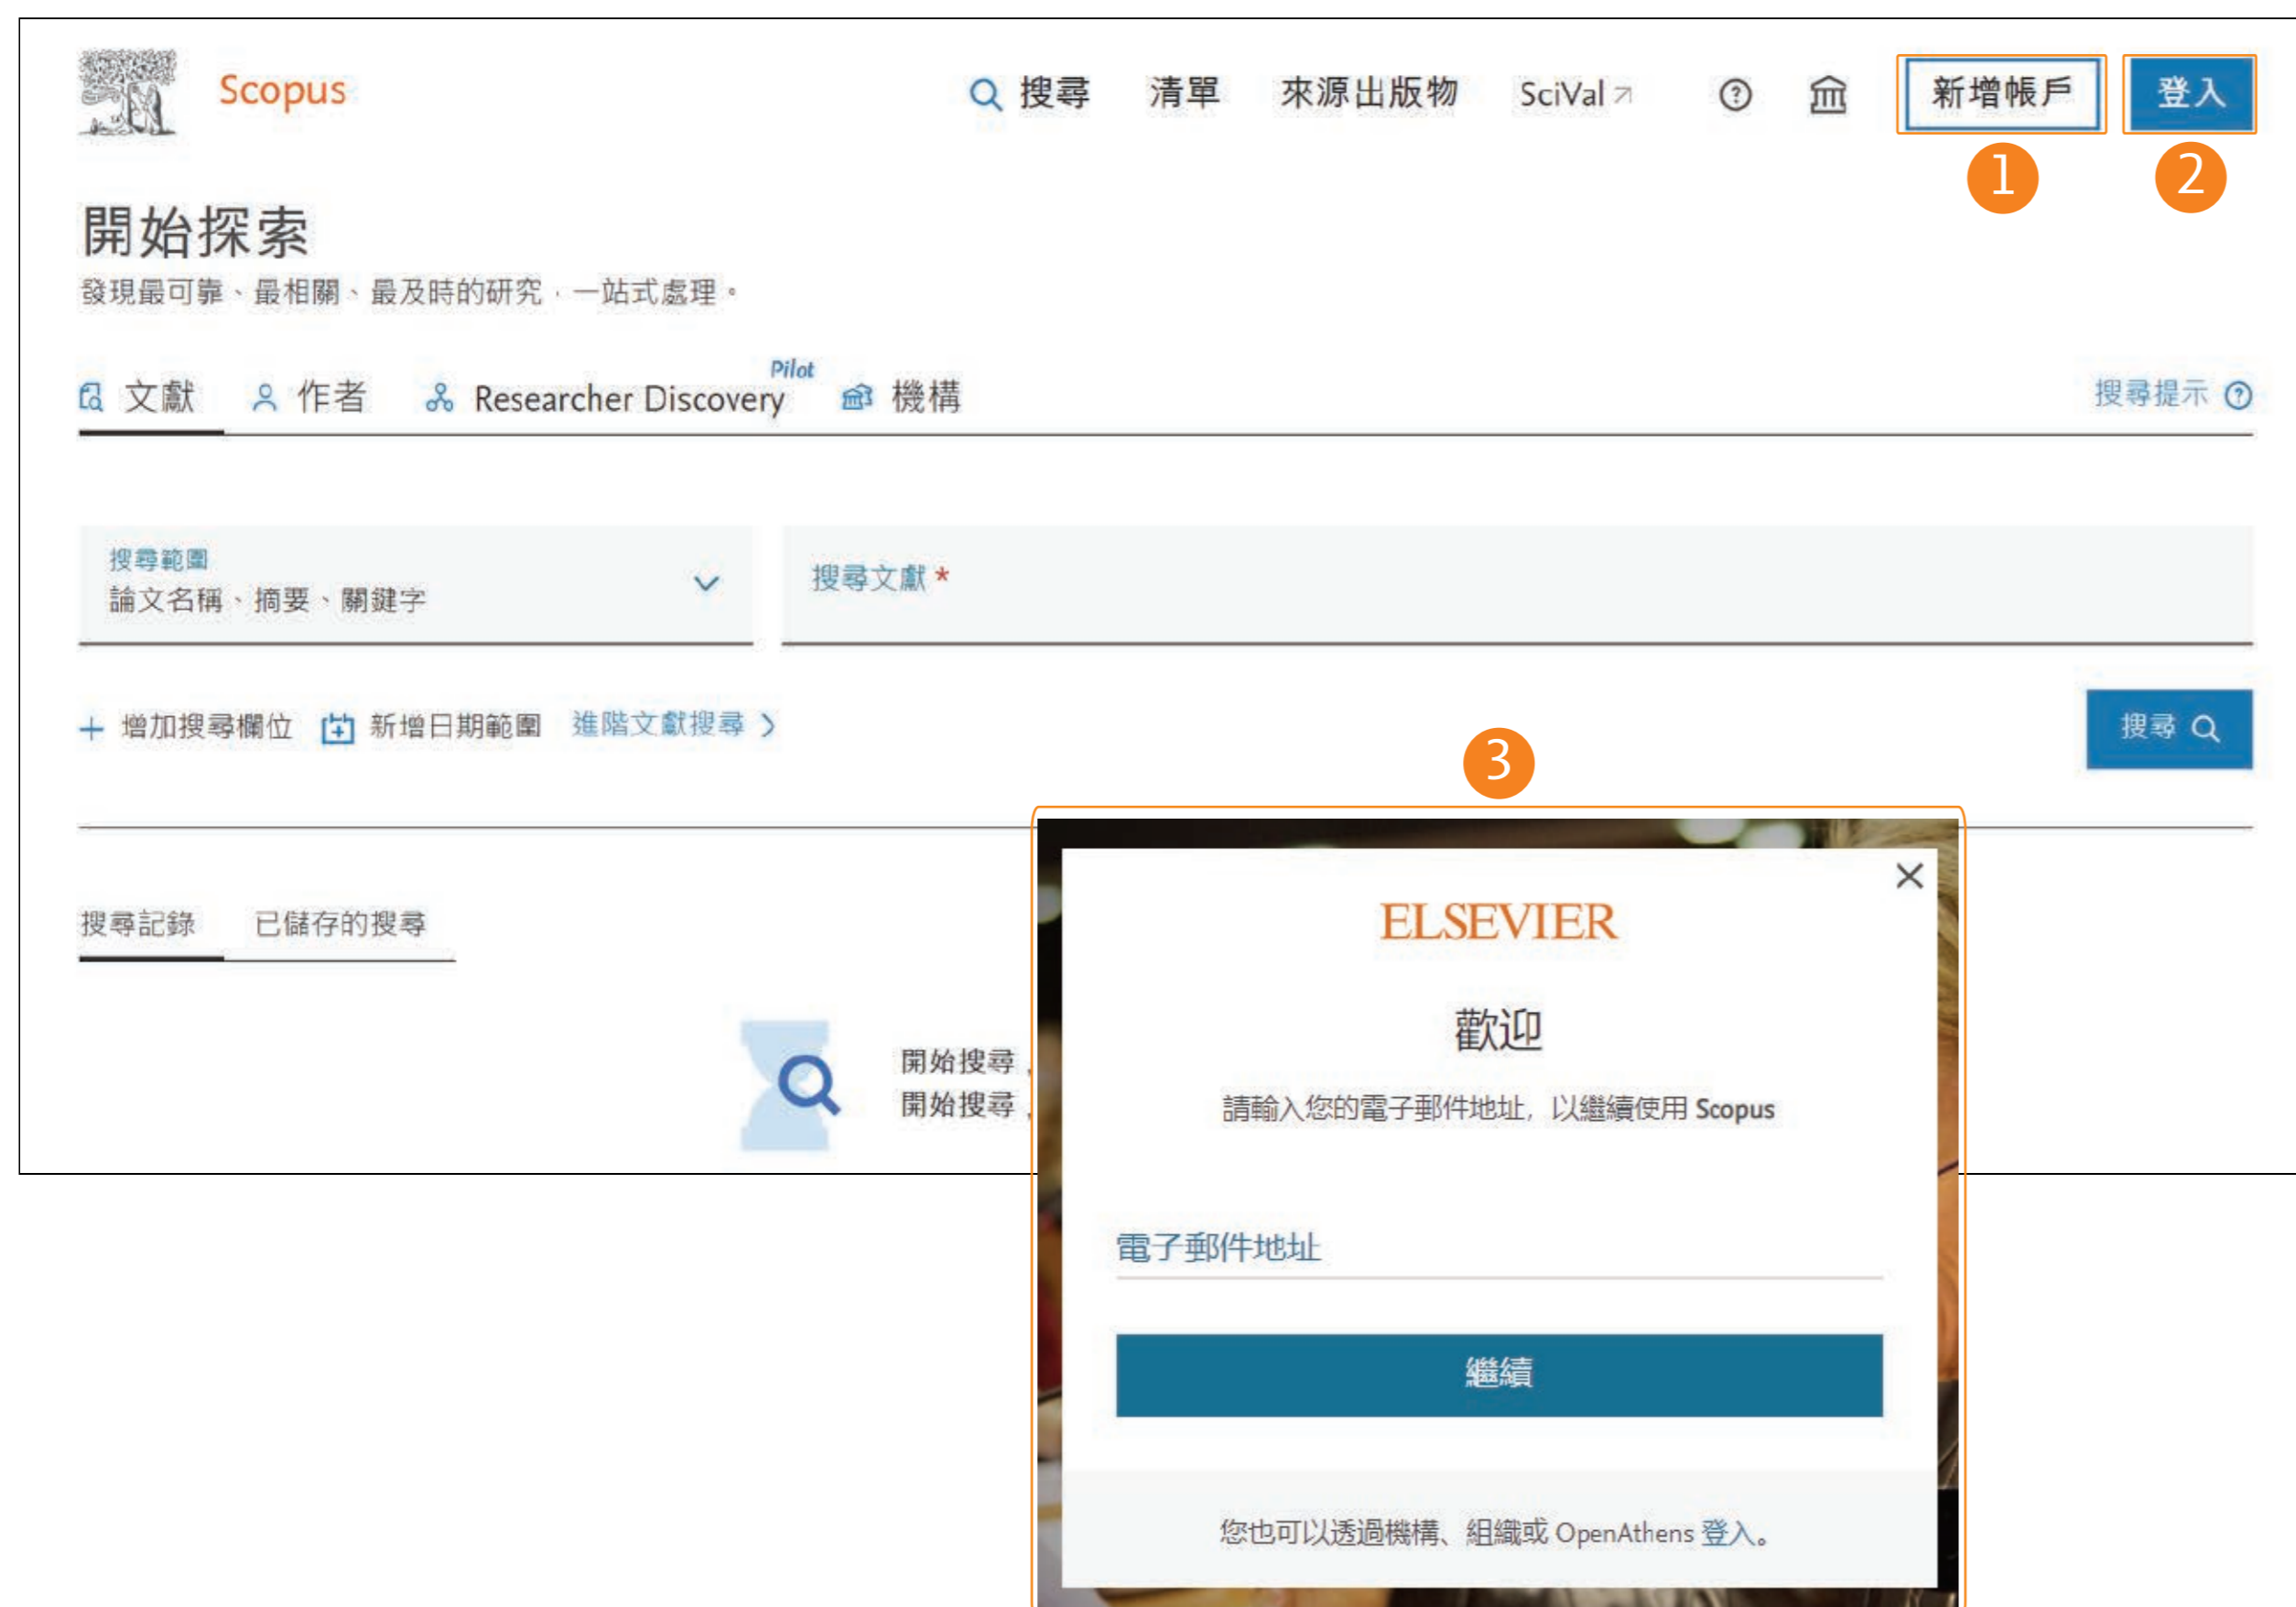 Scopus
搜尋 清單 來源出版物 SciVal 新增帳戶 登入
1 2
開始探索
發現最可靠、最相關、最及時的研究，一站式處理。
文獻 作者 Researcher Discovery Pilot 機構 搜尋提示
搜尋範圍
論文名稱、摘要、關鍵字
搜尋文獻 *
增加搜尋欄位 新增日期範圍 進階文獻搜尋 搜尋
3
搜尋記錄 已儲存的搜尋
開始搜尋，
開始搜尋，
ELSEVIER
歡迎
請輸入您的電子郵件地址，以繼續使用 Scopus
電子郵件地址
繼續
您也可以透過機構、組織或 OpenAthens 登入。